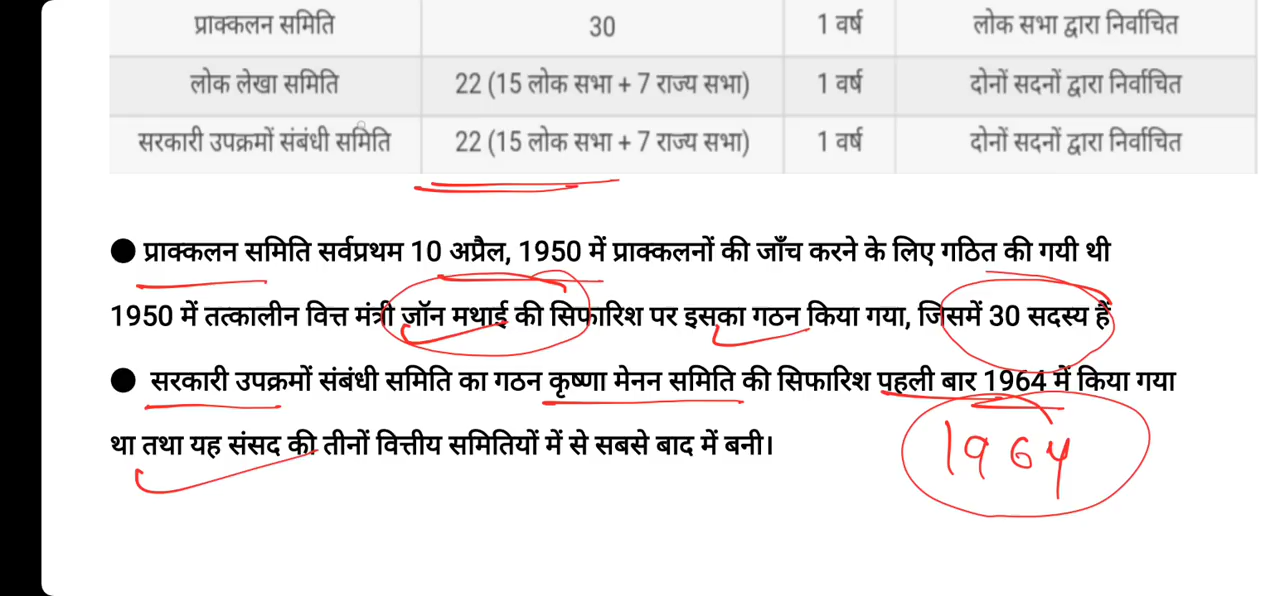 प्राक्कलन समिति 30 1 वर्ष लोक सभा द्वारा निर्वाचित
लोक लेखा समिति 22 (15 लोक सभा + 7 राज्य सभा) 1 वर्ष दोनों सदनों द्वारा निर्वाचित
सरकारी उपक्रमों संबंधी समिति 22 (15 लोक सभा + 7 राज्य सभा) 1 वर्ष दोनों सदनों द्वारा निर्वाचित
● प्राक्कलन समिति सर्वप्रथम 10 अप्रैल, 1950 में प्राक्कलनों की जाँच करने के लिए गठित की गयी थी
1950 में तत्कालीन वित्त मंत्री जॉन मथाई की सिफारिश पर इसका गठन किया गया, जिसमें 30 सदस्य हैं
● सरकारी उपक्रमों संबंधी समिति का गठन कृष्णा मेनन समिति की सिफारिश पहली बार 1964 में किया गया
था तथा यह संसद की तीनों वित्तीय समितियों में से सबसे बाद में बनी।
1964